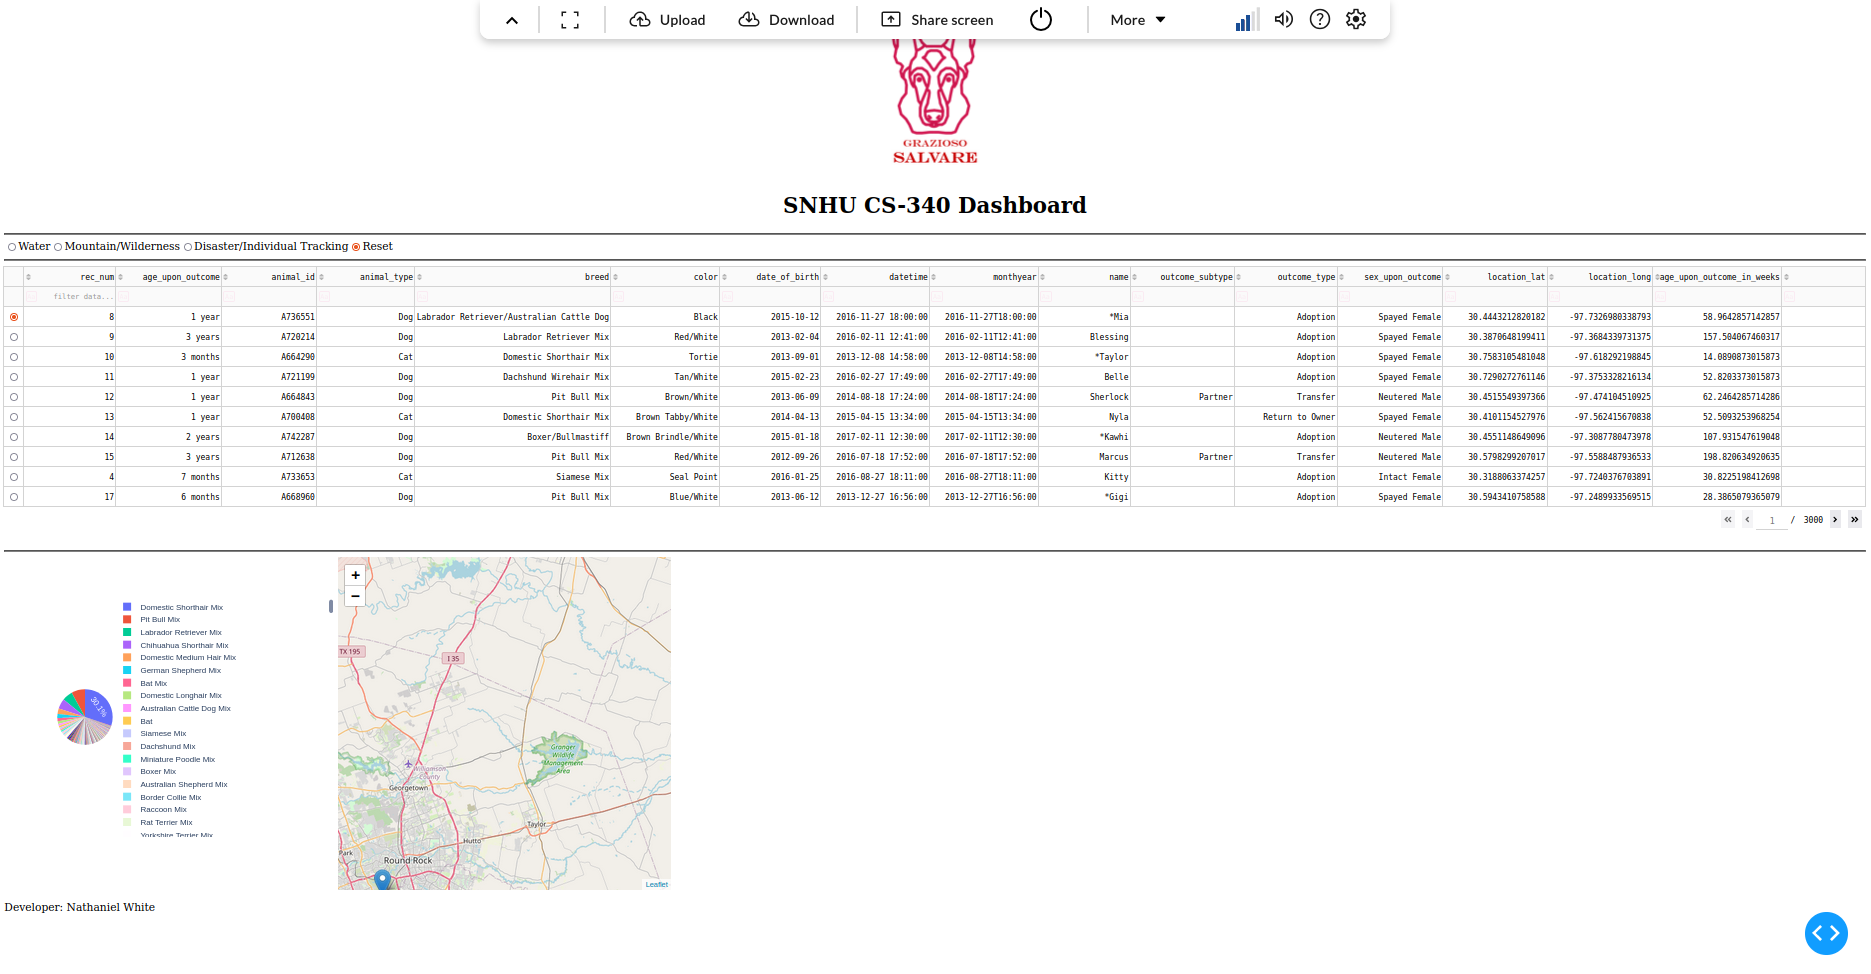 Upload Download Share screen More
GRAZIOSO
SALVARE
SNHU CS-340 Dashboard
Water Mountain/Wilderness Disaster/Individual Tracking Reset
rec_num age_upon_outcome animal_id animal_type breed color date_of_birth datetime monthyear name outcome_subtype outcome_type sex_upon_outcome location_lat location_long age_upon_outcome_in_weeks
filter data...
8 1 year A736551 Dog Labrador Retriever/Australian Cattle Dog Black 2015-10-12 2016-11-27 18:00:00 2016-11-27T18:00:00 *Mia Adoption Spayed Female 30.4443212820182 -97.7326980338793 58.9642857142857
9 3 years A720214 Dog Labrador Retriever Mix Red/White 2013-02-04 2016-02-11 12:41:00 2016-02-11T12:41:00 Blessing Adoption Spayed Female 30.3870648199411 -97.3684339731375 157.504067460317
10 3 months A664290 Cat Domestic Shorthair Mix Tortie 2013-09-01 2013-12-08 14:58:00 2013-12-08T14:58:00 *Taylor Adoption Spayed Female 30.7583105481048 -97.618292198845 14.0890873015873
11 1 year A721199 Dog Dachshund Wirehair Mix Tan/White 2015-02-23 2016-02-27 17:49:00 2016-02-27T17:49:00 Belle Adoption Spayed Female 30.7290272761146 -97.3753328216134 52.8203373015873
12 1 year A664843 Dog Pit Bull Mix Brown/White 2013-06-09 2014-08-18 17:24:00 2014-08-18T17:24:00 Sherlock Partner Transfer Neutered Male 30.4515549397366 -97.474104510925 62.2464285714286
13 1 year A700408 Cat Domestic Shorthair Mix Brown Tabby/White 2014-04-13 2015-04-15 13:34:00 2015-04-15T13:34:00 Nyla Return to Owner Spayed Female 30.4101154527976 -97.562415670838 52.5093253968254
14 2 years A742287 Dog Boxer/Bullmastiff Brown Brindle/White 2015-01-18 2017-02-11 12:30:00 2017-02-11T12:30:00 *Kawhi Adoption Neutered Male 30.4551148649096 -97.3087780473978 107.931547619048
15 3 years A712638 Dog Pit Bull Mix Red/White 2012-09-26 2016-07-18 17:52:00 2016-07-18T17:52:00 Marcus Partner Transfer Neutered Male 30.5798299207017 -97.5588487936533 198.820634920635
4 7 months A733653 Cat Siamese Mix Seal Point 2016-01-25 2016-08-27 18:11:00 2016-08-27T18:11:00 Kitty Adoption Intact Female 30.3188063374257 -97.7240376703891 30.8225198412698
17 6 months A668960 Dog Pit Bull Mix Blue/White 2013-06-12 2013-12-27 16:56:00 2013-12-27T16:56:00 *Gigi Adoption Spayed Female 30.5943410758588 -97.2489933569515 28.3865079365079
« ‹ 1 / 3000 › »
30.1%
Domestic Shorthair Mix
Pit Bull Mix
Labrador Retriever Mix
Chihuahua Shorthair Mix
Domestic Medium Hair Mix
German Shepherd Mix
Bat Mix
Domestic Longhair Mix
Australian Cattle Dog Mix
Bat
Siamese Mix
Dachshund Mix
Miniature Poodle Mix
Boxer Mix
Australian Shepherd Mix
Border Collie Mix
Raccoon Mix
Rat Terrier Mix
Yorkshire Terrier Mix
+
−
TX 195
I 35
Granger
Wildlife
Management
Area
Williamson
County
Georgetown
Taylor
Hutto
Park
Round Rock
Leaflet
Developer: Nathaniel White